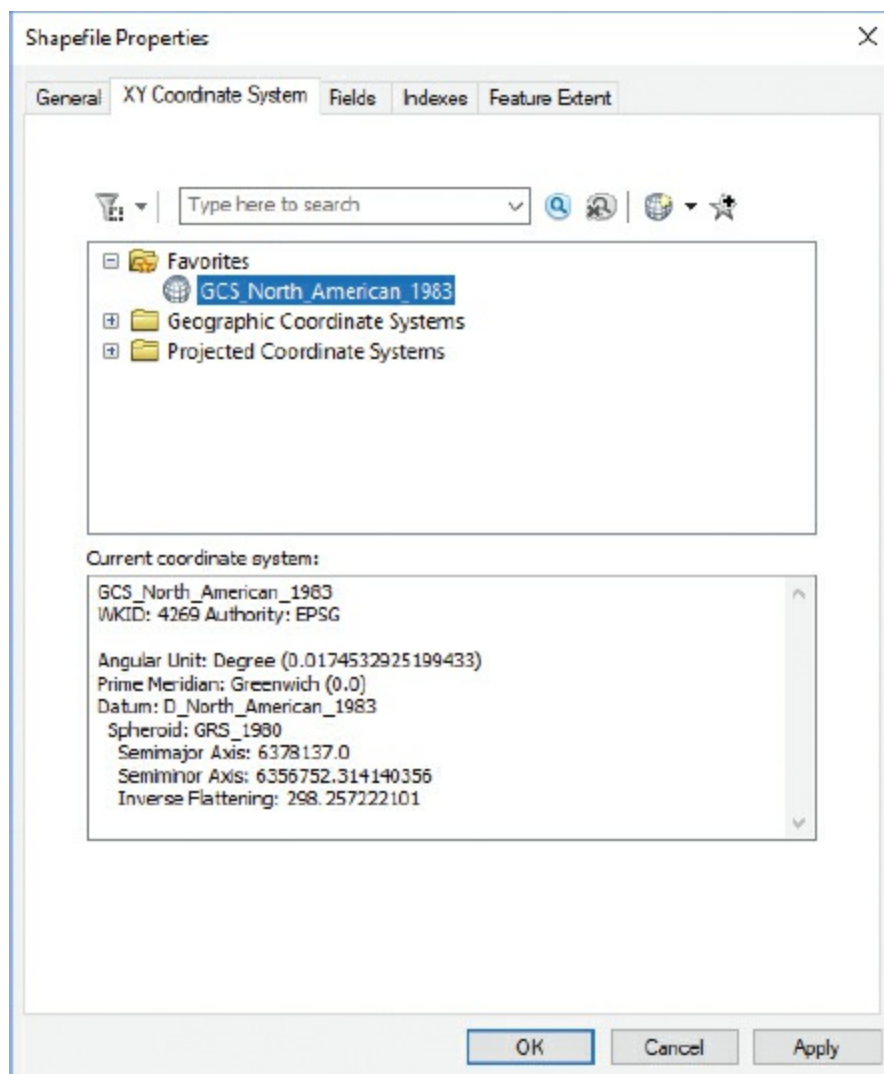 Shapefile Properties
General XY Coordinate System Fields Indexes Feature Extent
Type here to search
Favorites
GCS_North_American_1983
Geographic Coordinate Systems
Projected Coordinate Systems
Current coordinate system:
GCS_North_American_1983
WKID: 4269 Authority: EPSG
Angular Unit: Degree (0.0174532925199433)
Prime Meridian: Greenwich (0.0)
Datum: D_North_American_1983
Spheroid: GRS_1980
Semimajor Axis: 6378137.0
Semiminor Axis: 6356752.314140356
Inverse Flattening: 298.257222101
OK Cancel Apply